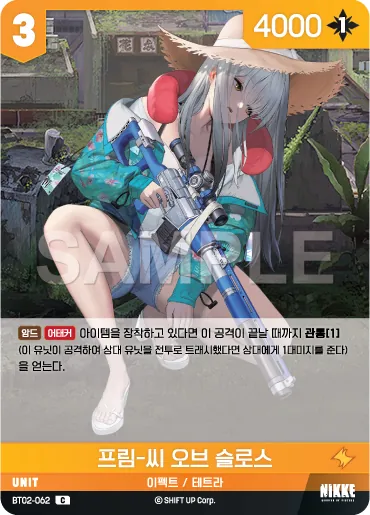 3
4000
1
SAMPLE
암드 어태커 아이템을 장착하고 있다면 이 공격이 끝날 때까지 관통[1]
(이 유닛이 공격하여 상대 유닛을 전투로 트래시했다면 상대에게 1대미지를 준다)
을 얻는다.
프림-씨 오브 슬로스
UNIT
이펙트 / 테트라
NIKKE
BT02-062 C
ⓒ SHIFT UP Corp.